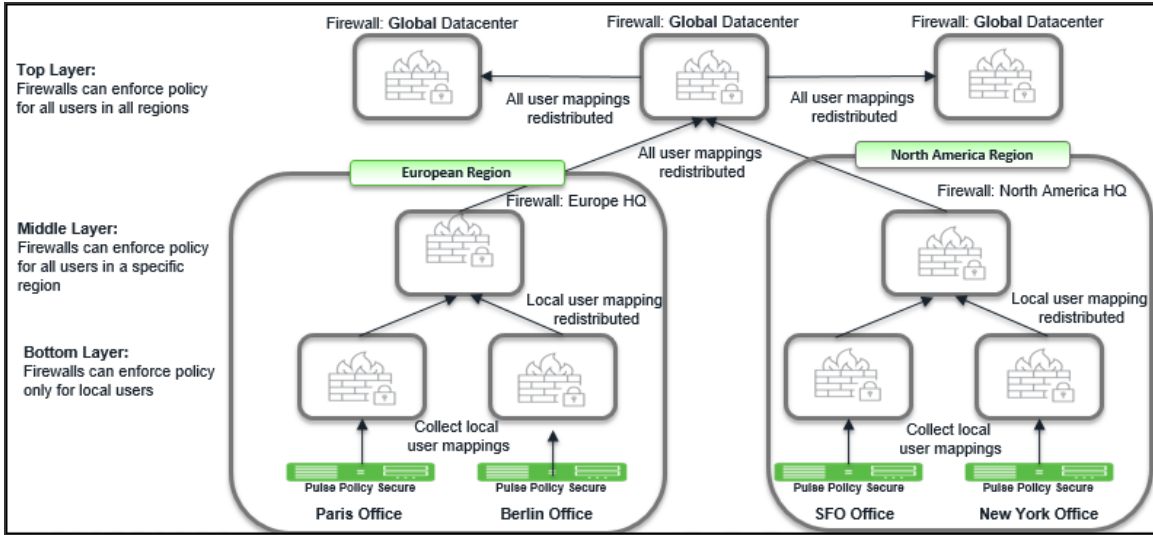 Firewall: Global Datacenter
Firewall: Global Datacenter
Firewall: Global Datacenter
Top Layer:
Firewalls can enforce policy
for all users in all regions
All user mappings
redistributed
All user mappings
redistributed
All user mappings
redistributed
European Region
North America Region
Firewall: Europe HQ
Firewall: North America HQ
Middle Layer:
Firewalls can enforce policy
for all users in a specific
region
Local user mapping
redistributed
Local user mapping
redistributed
Bottom Layer:
Firewalls can enforce policy
only for local users
Collect local
user mappings
Collect local
user mappings
Pulse Policy Secure
Pulse Policy Secure
Pulse Policy Secure
Pulse Policy Secure
Paris Office
Berlin Office
SFO Office
New York Office